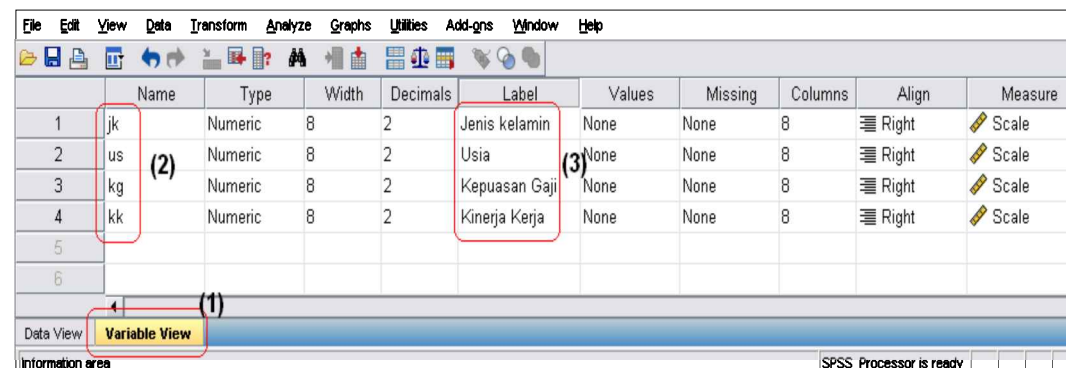 File Edit View Data Transform Analyze Graphs Utilities Add-ons Window Help
Name Type Width Decimals Label Values Missing Columns Align Measure
1 jk Numeric 8 2 Jenis kelamin None None 8 Right Scale
2 us Numeric 8 2 Usia None None 8 Right Scale
(2) (3)
3 kg Numeric 8 2 Kepuasan Gaji None None 8 Right Scale
4 kk Numeric 8 2 Kinerja Kerja None None 8 Right Scale
5
6
(1)
Data View Variable View
Information area SPSS Processor is ready